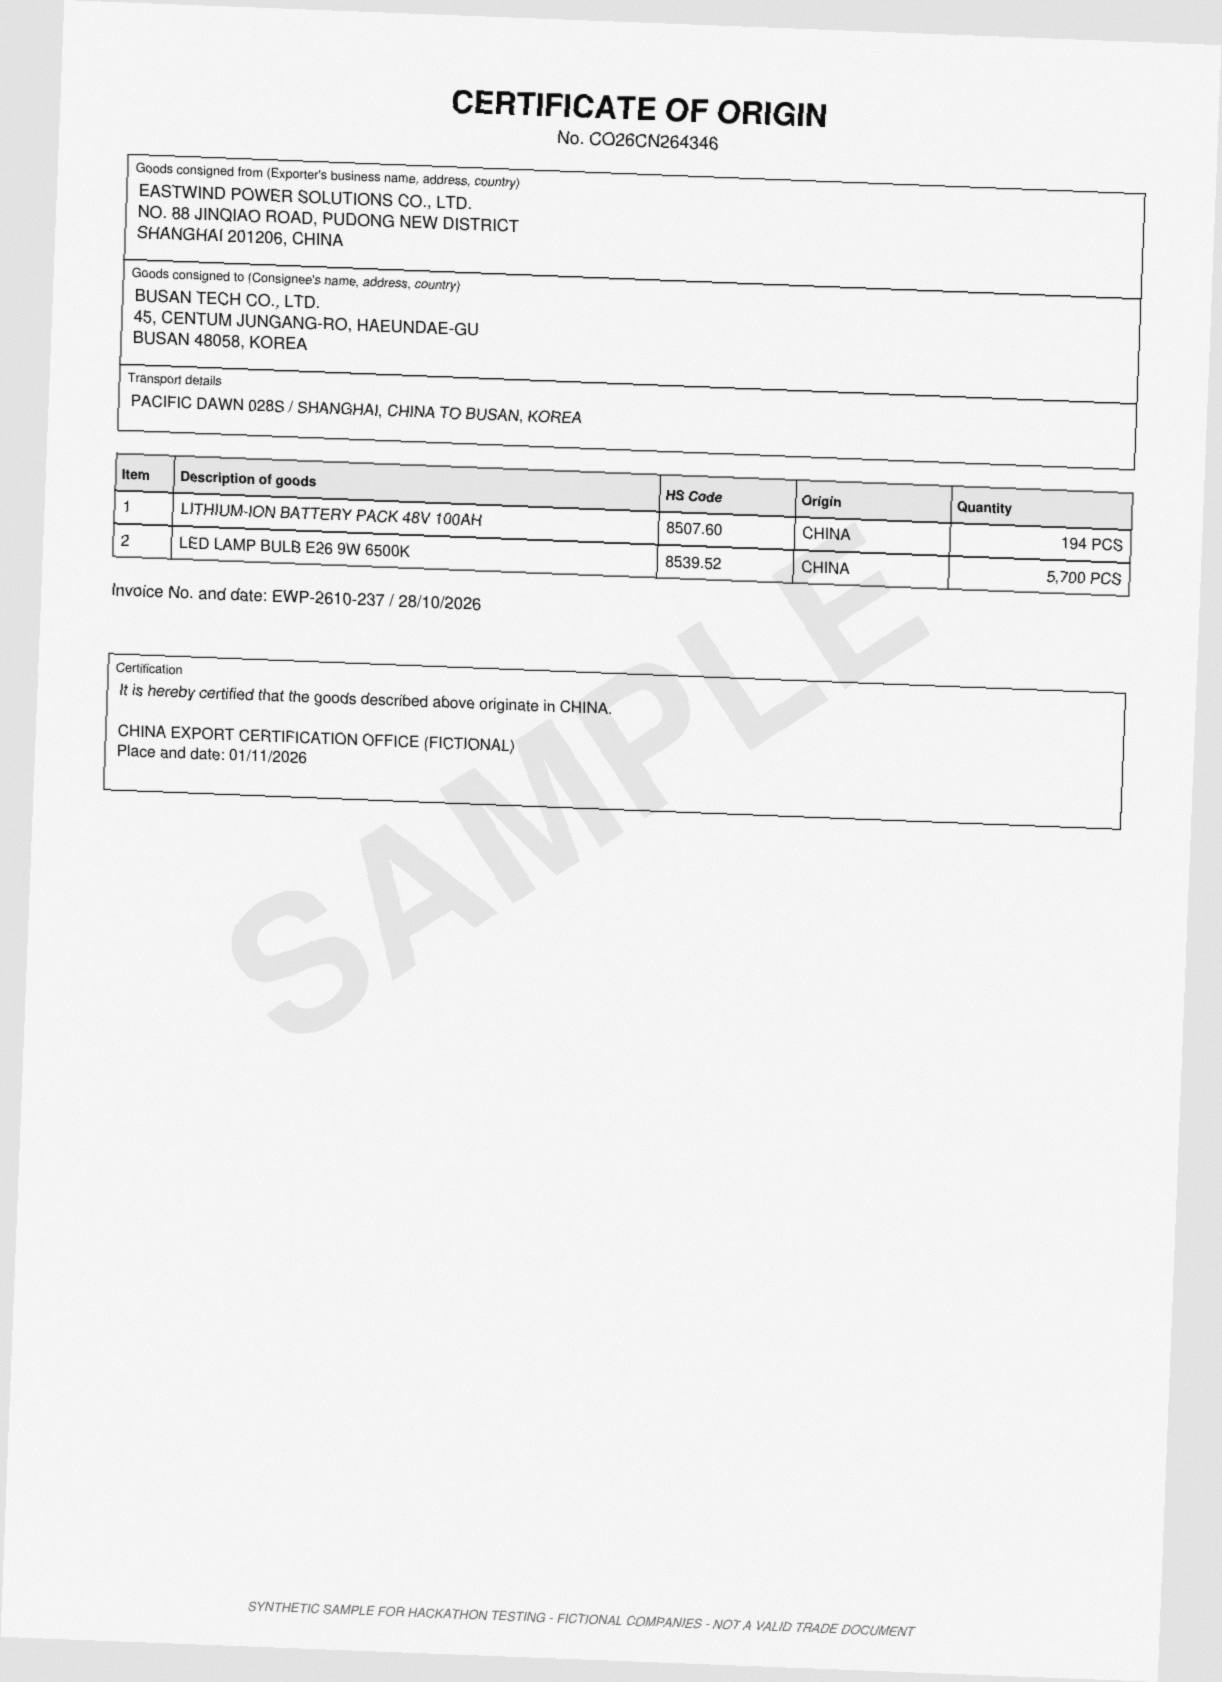 CERTIFICATE OF ORIGIN
No. CO26CN264346
Goods consigned from (Exporter's business name, address, country)
EASTWIND POWER SOLUTIONS CO., LTD.
NO. 88 JINQIAO ROAD, PUDONG NEW DISTRICT
SHANGHAI 201206, CHINA
Goods consigned to (Consignee's name, address, country)
BUSAN TECH CO., LTD.
45, CENTUM JUNGANG-RO, HAEUNDAE-GU
BUSAN 48058, KOREA
Transport details
PACIFIC DAWN 028S / SHANGHAI, CHINA TO BUSAN, KOREA
Item Description of goods HS Code Origin Quantity
1 LITHIUM-ION BATTERY PACK 48V 100AH 8507.60 CHINA 194 PCS
2 LED LAMP BULB E26 9W 6500K 8539.52 CHINA 5,700 PCS
Invoice No. and date: EWP-2610-237 / 28/10/2026
Certification
It is hereby certified that the goods described above originate in CHINA.
CHINA EXPORT CERTIFICATION OFFICE (FICTIONAL)
Place and date: 01/11/2026
SAMPLE
SYNTHETIC SAMPLE FOR HACKATHON TESTING - FICTIONAL COMPANIES - NOT A VALID TRADE DOCUMENT